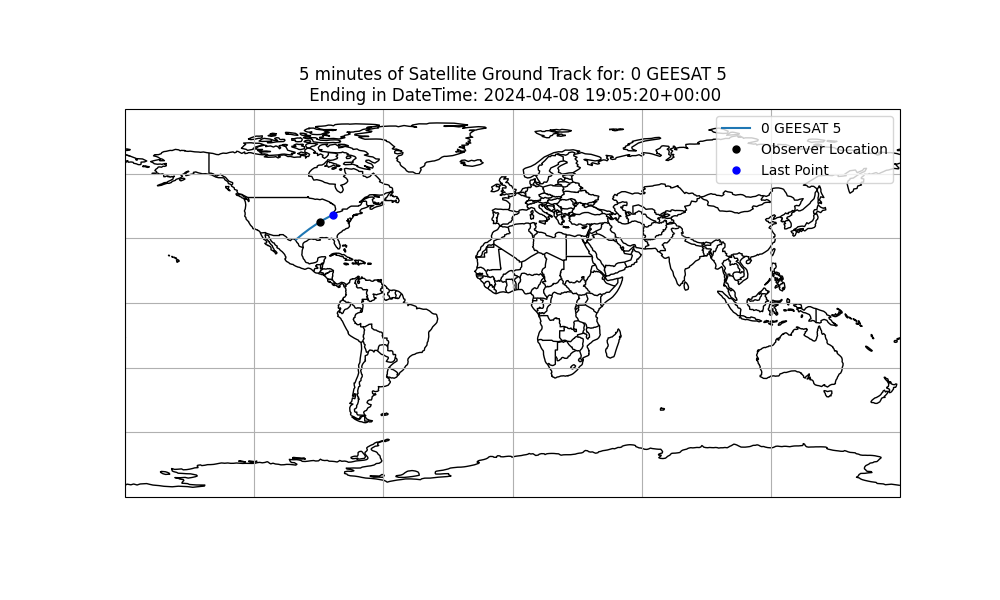 5 minutes of Satellite Ground Track for: 0 GEESAT 5
Ending in DateTime: 2024-04-08 19:05:20+00:00
0 GEESAT 5
Observer Location
Last Point